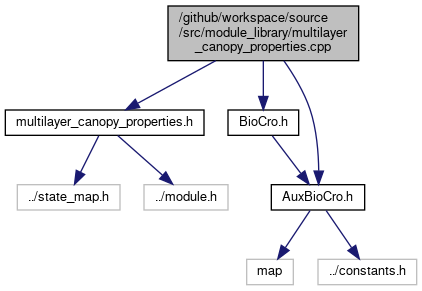 /github/workspace/source
/src/module_library/multilayer
_canopy_properties.cpp
multilayer_canopy_properties.h
BioCro.h
../state_map.h
../module.h
AuxBioCro.h
map
../constants.h